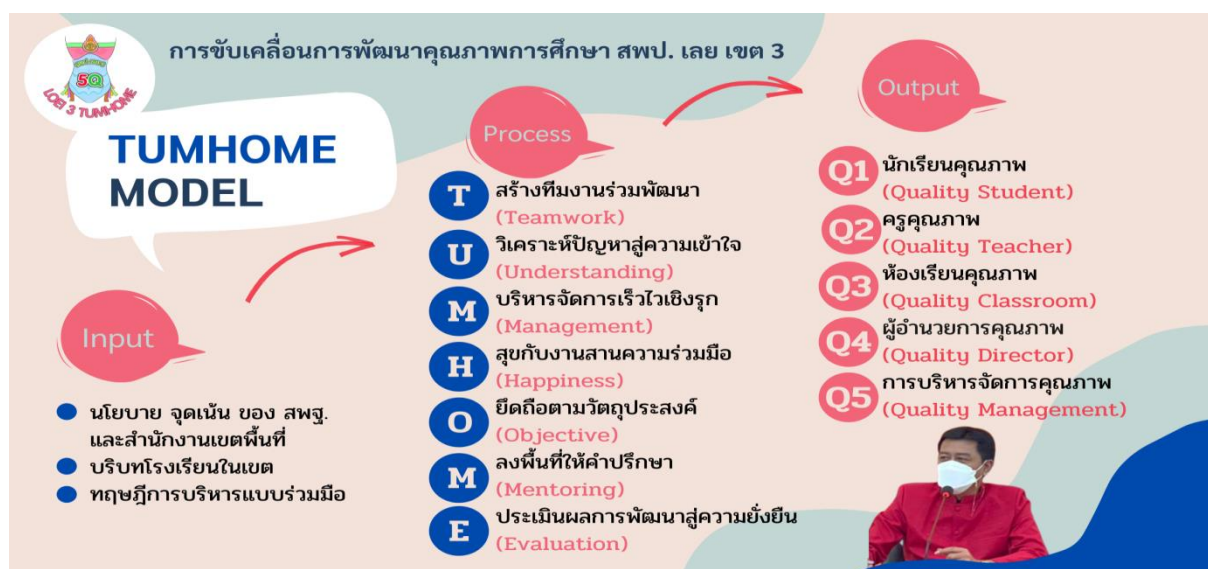 การขับเคลื่อนการพัฒนาคุณภาพการศึกษา สพป. เลย เขต 3
5Q
LOEI 3 TUMHOME
TUMHOME
MODEL
Input
นโยบาย จุดเน้น ของ สพฐ.
และสำนักงานเขตพื้นที่
บริบทโรงเรียนในเขต
ทฤษฎีการบริหารแบบร่วมมือ
Process
T สร้างทีมงานร่วมพัฒนา
(Teamwork)
U วิเคราะห์ปัญหาสู่ความเข้าใจ
(Understanding)
M บริหารจัดการเร็วไวเชิงรุก
(Management)
H สุขกับงานสานความร่วมมือ
(Happiness)
O ยึดถือตามวัตถุประสงค์
(Objective)
M ลงพื้นที่ให้คำปรึกษา
(Mentoring)
E ประเมินผลการพัฒนาสู่ความยั่งยืน
(Evaluation)
Output
Q1 นักเรียนคุณภาพ
(Quality Student)
Q2 ครูคุณภาพ
(Quality Teacher)
Q3 ห้องเรียนคุณภาพ
(Quality Classroom)
Q4 ผู้อำนวยการคุณภาพ
(Quality Director)
Q5 การบริหารจัดการคุณภาพ
(Quality Management)